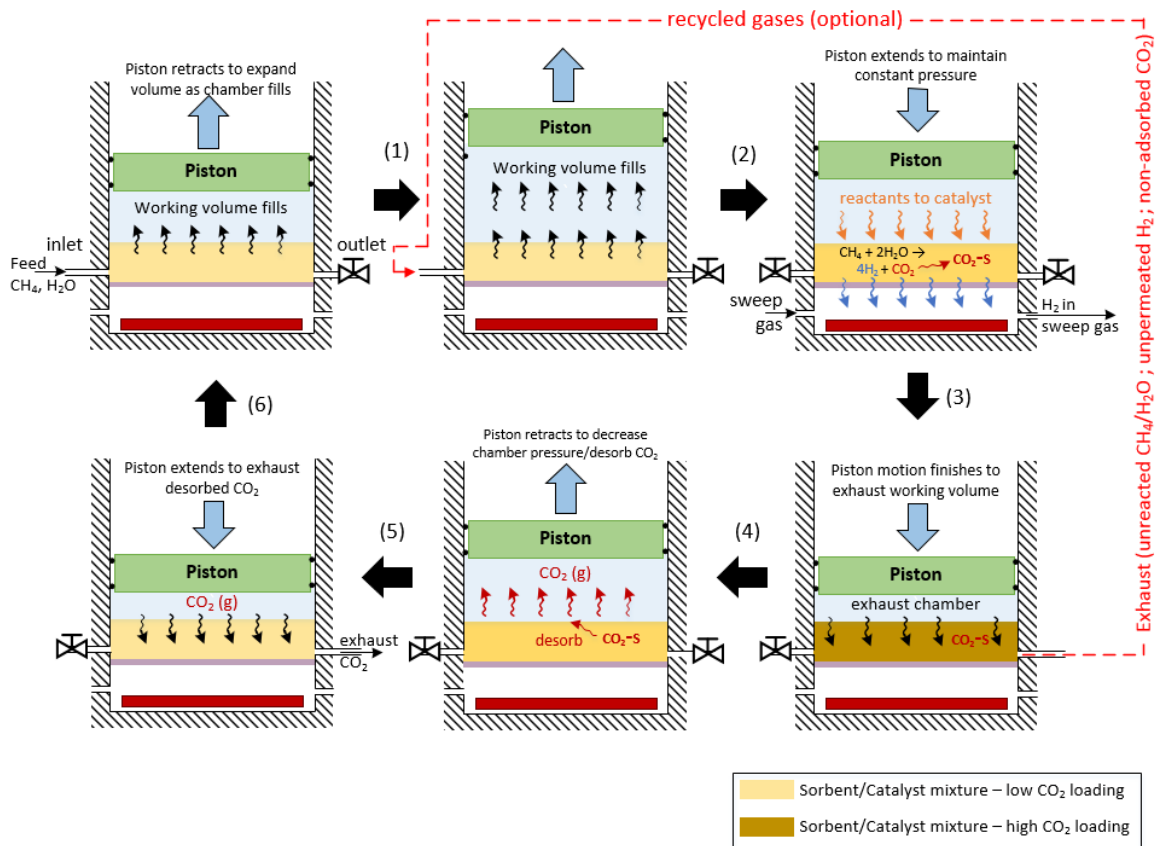 recycled gases (optional)
Piston retracts to expand
volume as chamber fills
Piston
Working volume fills
inlet
Feed
CH₄, H₂O
outlet
(1)
Piston
Working volume fills
(2)
Piston extends to maintain
constant pressure
Piston
reactants to catalyst
CH₄ + 2H₂O →
4H₂ + CO₂
CO₂-S
sweep
gas
H₂ in
sweep gas
Exhaust (unreacted CH₄/H₂O ; unpermeated H₂ ; non-adsorbed CO₂)
(3)
Piston motion finishes to
exhaust working volume
Piston
exhaust chamber
CO₂-S
(4)
Piston retracts to decrease
chamber pressure/desorb CO₂
Piston
CO₂ (g)
desorb
CO₂-S
(5)
Piston extends to exhaust
desorbed CO₂
Piston
CO₂ (g)
exhaust
CO₂
(6)
Sorbent/Catalyst mixture – low CO₂ loading
Sorbent/Catalyst mixture – high CO₂ loading